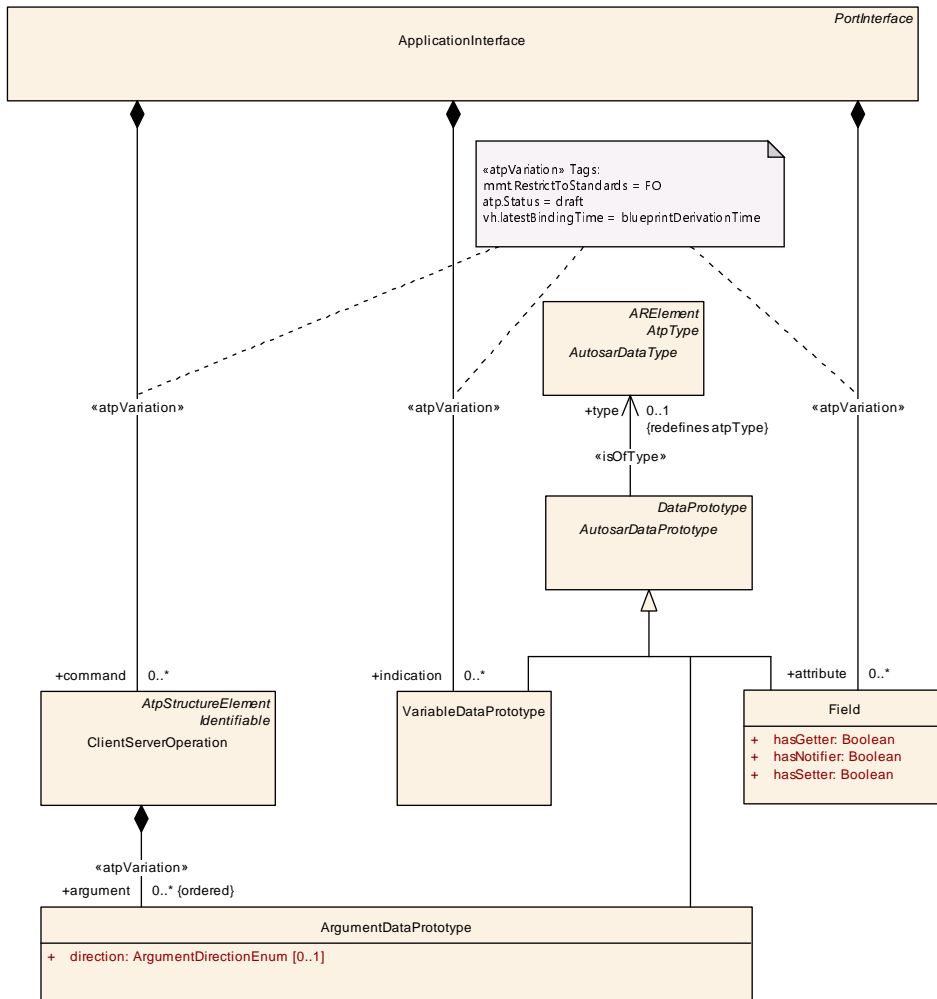 PortInterface
ApplicationInterface
«atpVariation» Tags:
mmt.RestrictToStandards = FO
atp.Status = draft
vh.latestBindingTime = blueprintDerivationTime
ARElement
AtpType
AutosarDataType
«atpVariation»
«atpVariation»
«atpVariation»
+type 0..1
{redefines atpType}
«isOfType»
DataPrototype
AutosarDataPrototype
+command 0..*
+indication 0..*
+attribute 0..*
AtpStructureElement
Identifiable
ClientServerOperation
VariableDataPrototype
Field
+ hasGetter: Boolean
+ hasNotifier: Boolean
+ hasSetter: Boolean
«atpVariation»
+argument 0..* {ordered}
ArgumentDataPrototype
+ direction: ArgumentDirectionEnum [0..1]